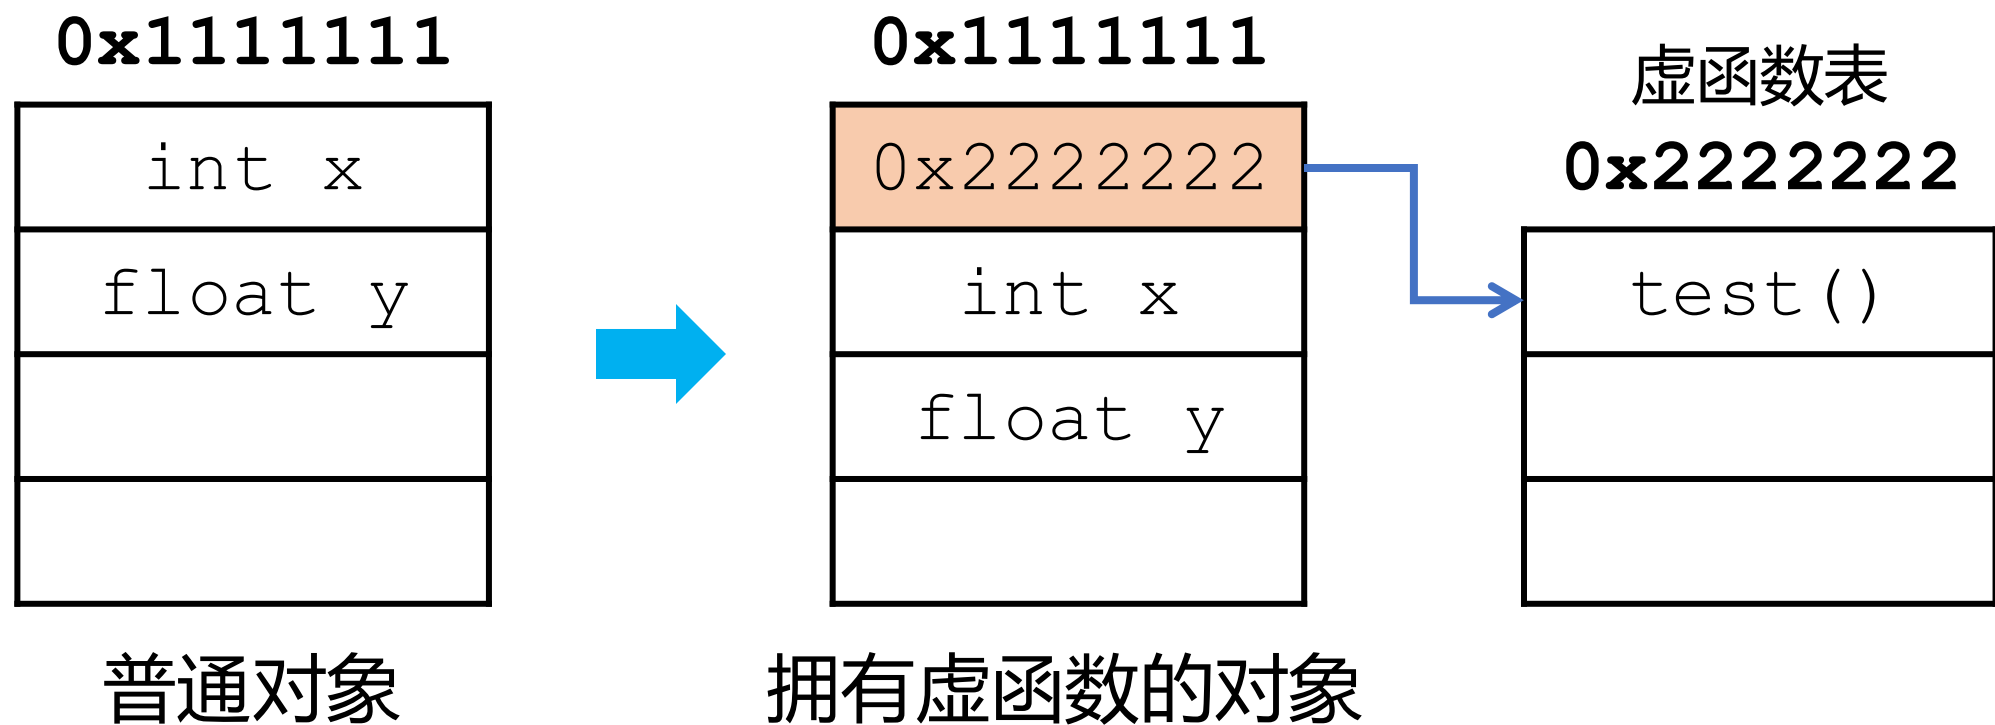 0x1111111
int x
float y
普通对象
0x1111111
0x2222222
int x
float y
拥有虚函数的对象
虚函数表
0x2222222
test()